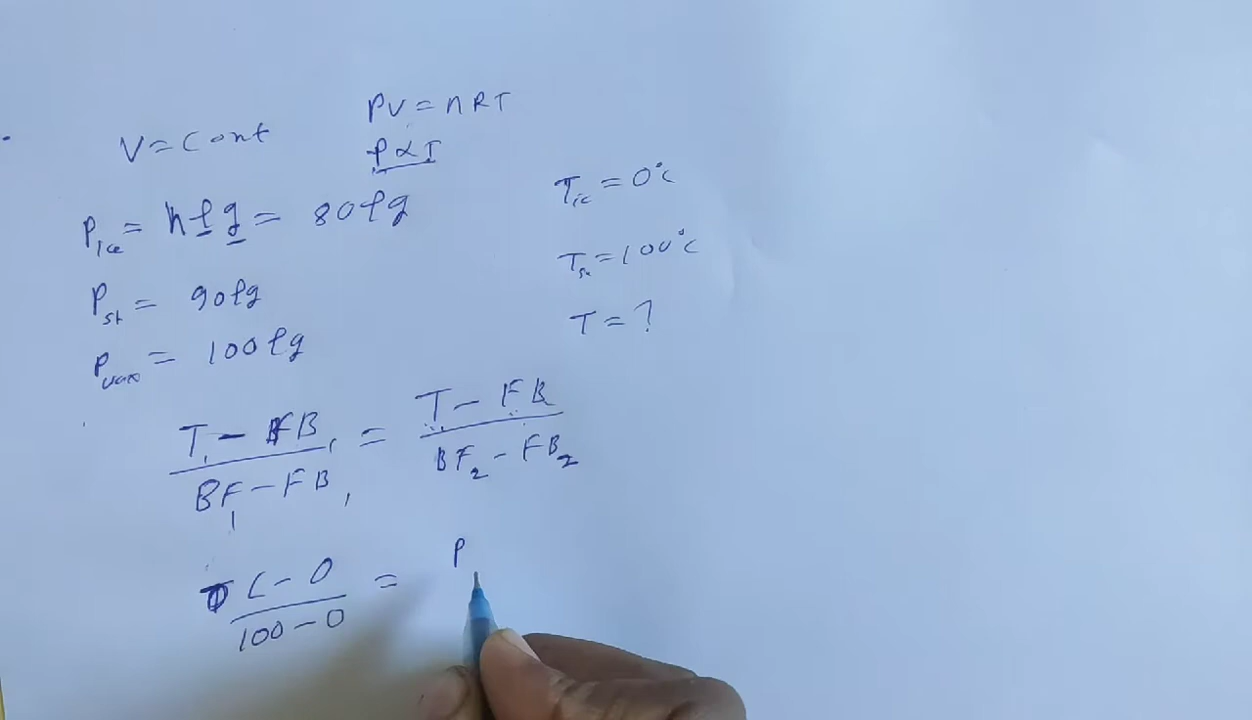 PV = nRT
V = Cont
P ∝ T
P_ice = hρg = 80ρg
T_ic = 0°C
P_st = 90ρg
T_st = 100°C
P_van = 100ρg
T = ?
(T₁ - FB₁)/(BF₁ - FB₁) = (T - FB)/(BF₂ - FB₂)
(C - 0)/(100 - 0) = P